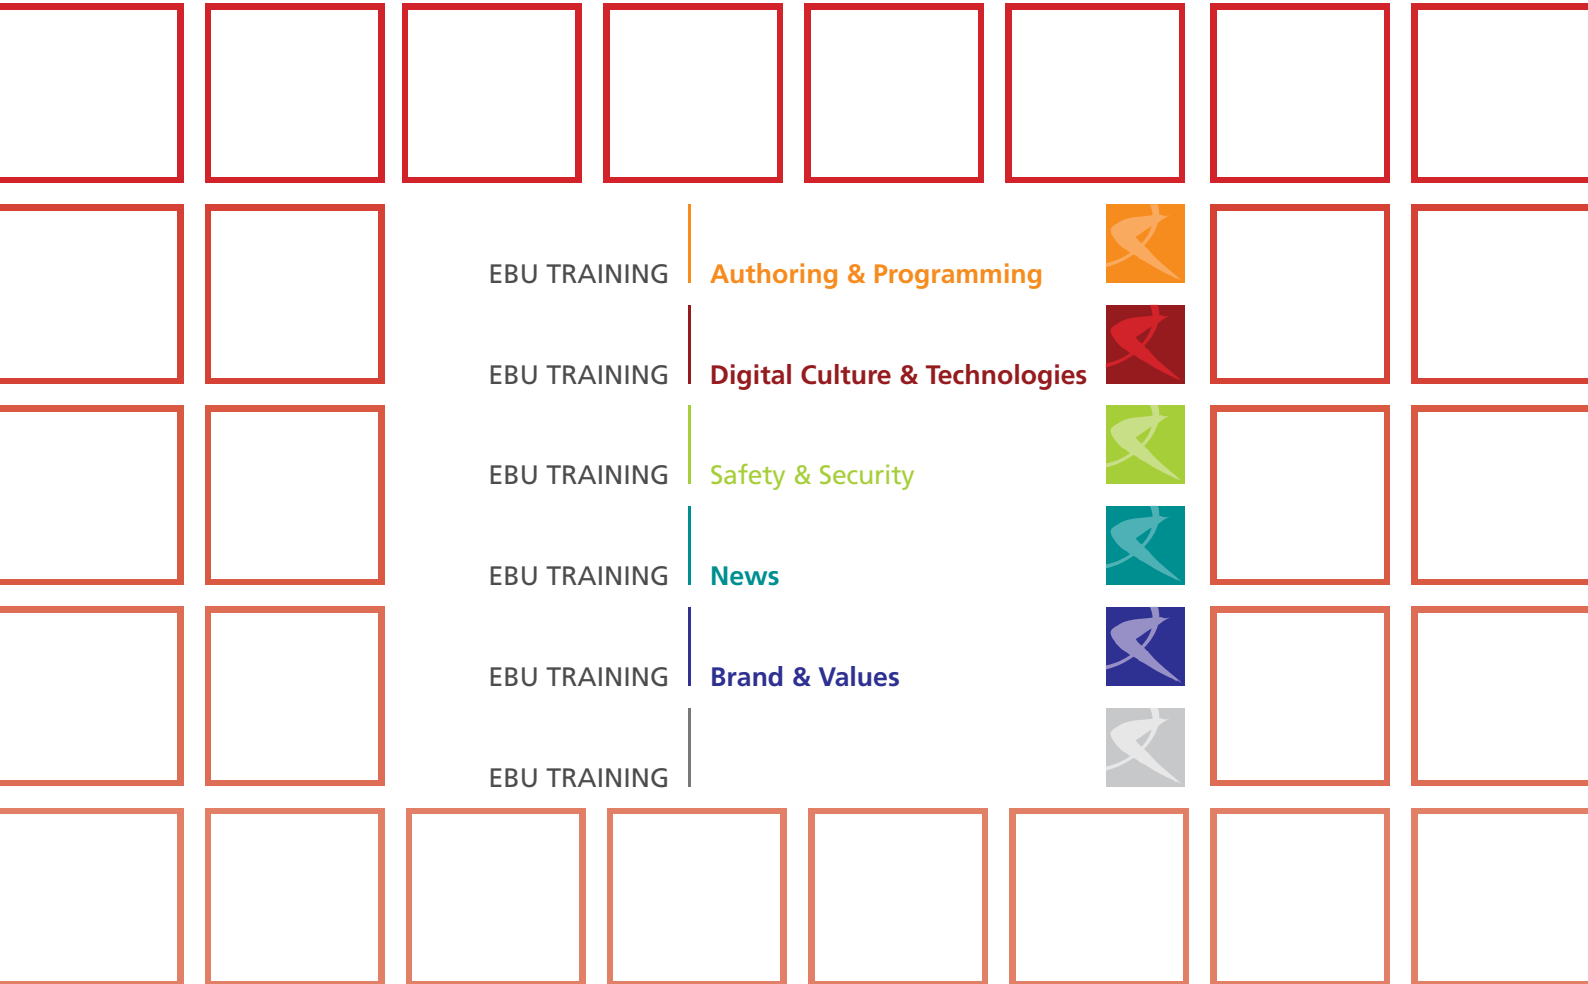 EBU TRAINING Authoring & Programming
EBU TRAINING Digital Culture & Technologies
EBU TRAINING Safety & Security
EBU TRAINING News
EBU TRAINING Brand & Values
EBU TRAINING